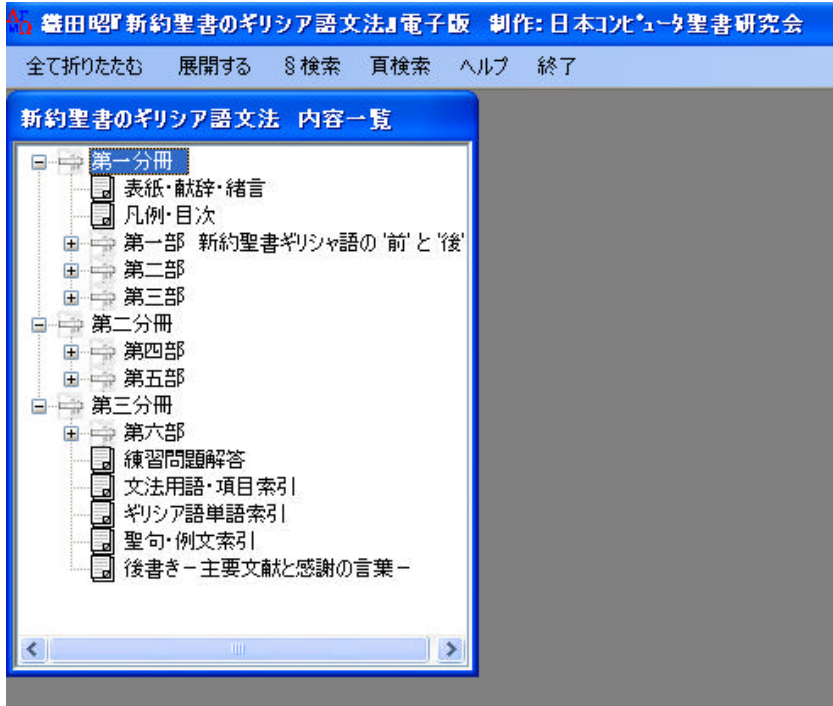 織田昭『新約聖書のギリシア語文法』電子版 制作: 日本コンピュータ聖書研究会
全て折りたたむ 展開する §検索 頁検索 ヘルプ 終了
新約聖書のギリシア語文法 内容一覧
第一分冊
表紙・献辞・緒言
凡例・目次
第一部 新約聖書ギリシャ語の '前' と '後'
第二部
第三部
第二分冊
第四部
第五部
第三分冊
第六部
練習問題解答
文法用語・項目索引
ギリシア語単語索引
聖句・例文索引
後書き－主要文献と感謝の言葉－